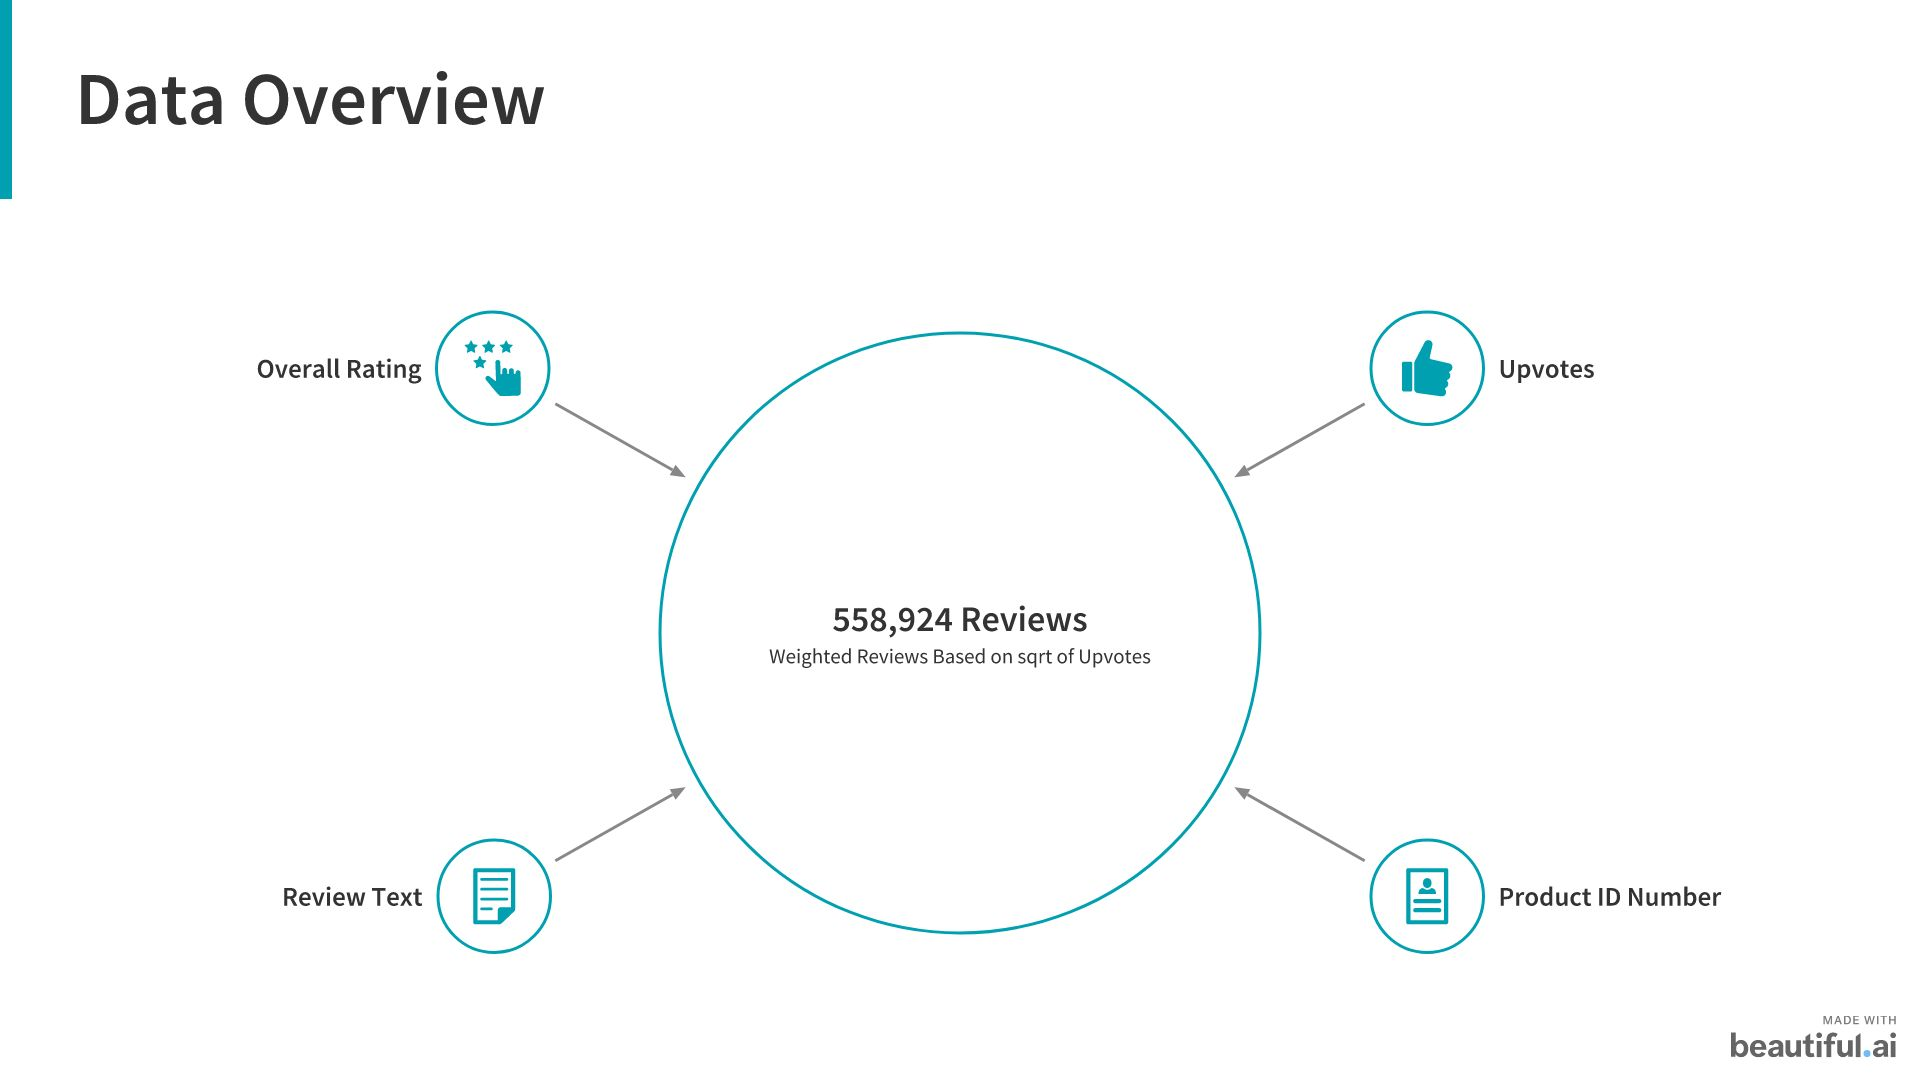 Data Overview
Overall Rating
Upvotes
558,924 Reviews
Weighted Reviews Based on sqrt of Upvotes
Review Text
Product ID Number
MADE WITH
beautiful.ai